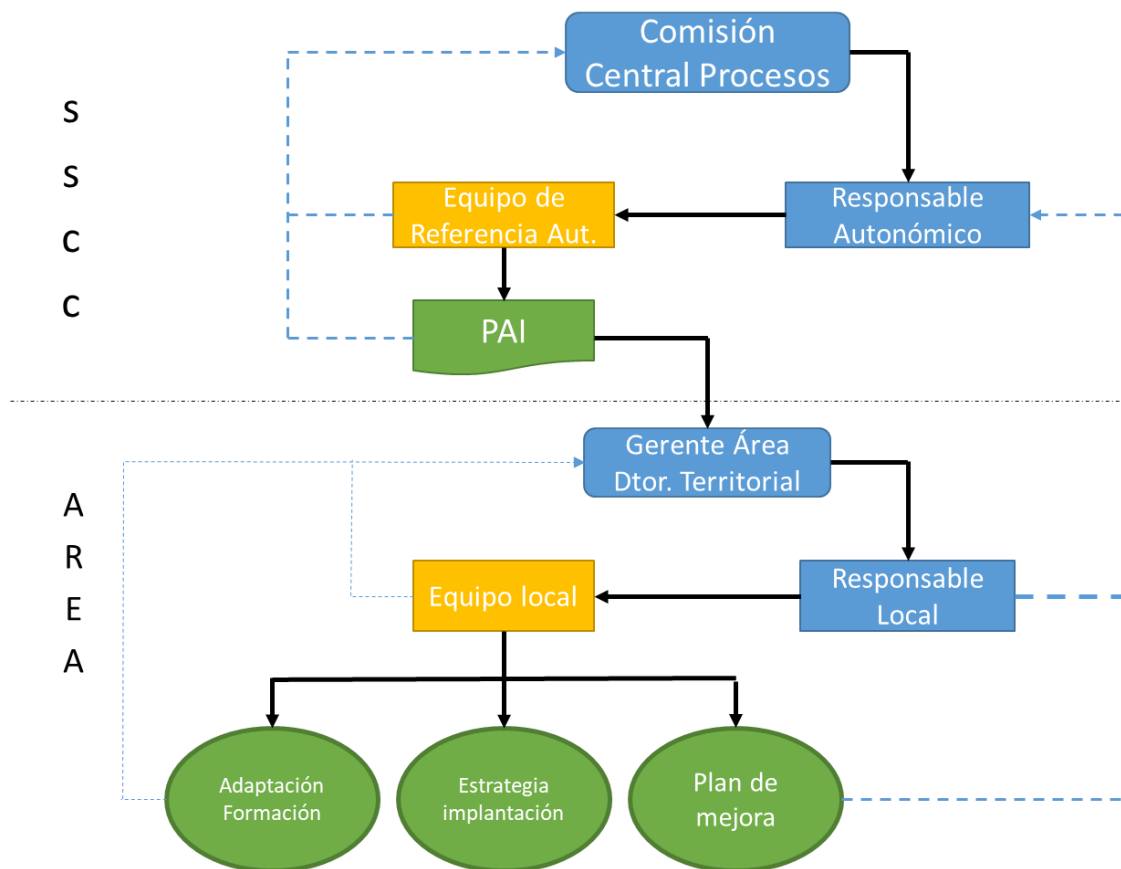 S
S
C
C
Comisión
Central Procesos
Equipo de
Referencia Aut.
Responsable
Autonómico
PAI
A
R
E
A
Gerente Área
Dtor. Territorial
Equipo local
Responsable
Local
Adaptación
Formación
Estrategia
implantación
Plan de
mejora